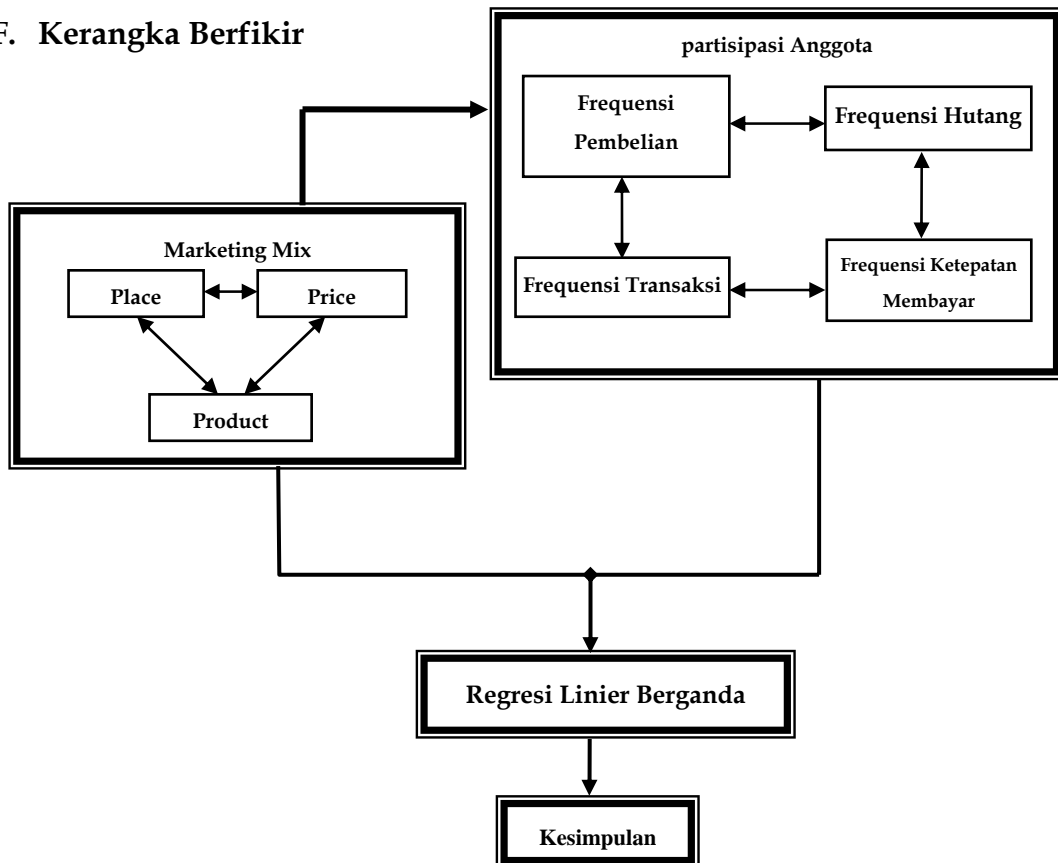 F. Kerangka Berfikir
partisipasi Anggota
Frequensi
Pembelian
Frequensi Hutang
Frequensi Transaksi
Frequensi Ketepatan
Membayar
Marketing Mix
Place
Price
Product
Regresi Linier Berganda
Kesimpulan